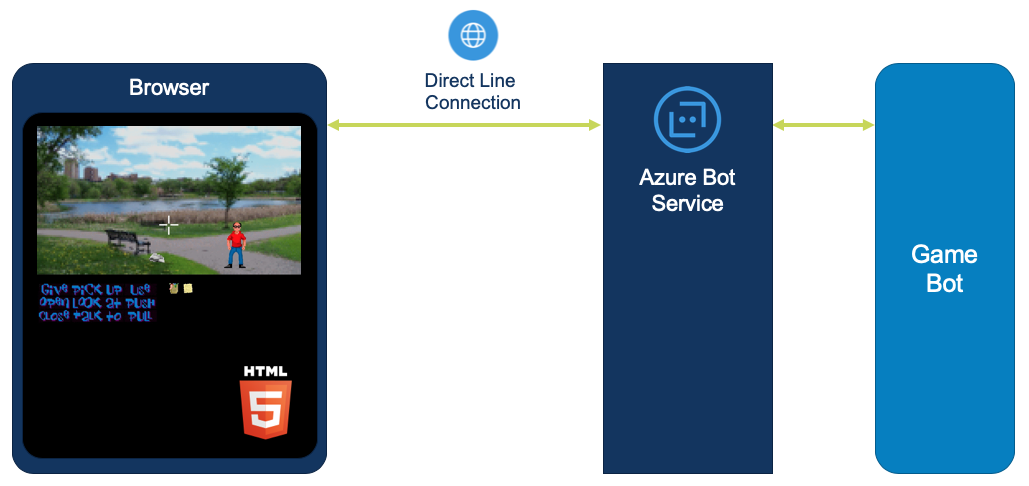 Browser
Give Pick up Use
Open Look at Push
Close Talk to Pull
HTML
5
Direct Line
Connection
Azure Bot
Service
Game
Bot